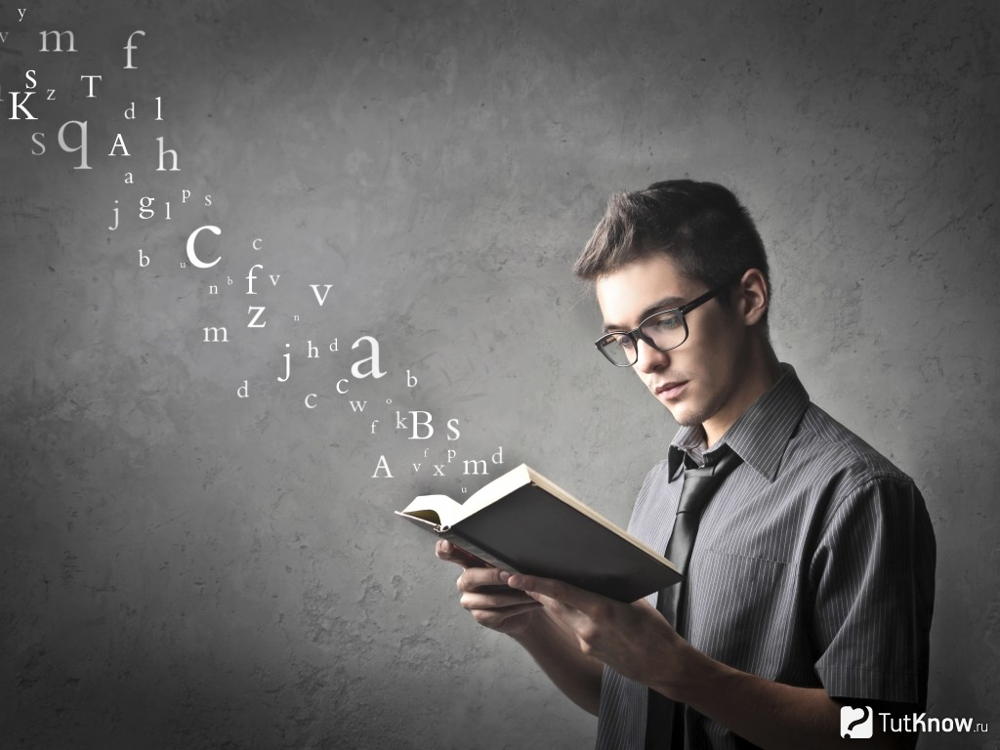 y
v m f
s
K z T
d l
s q A h
a
j g l p s
c c
b u
n b f v v
z n
m
j h d a
d c c b
w o
f k B s
A v f x p m d
u
TutKnow.ru